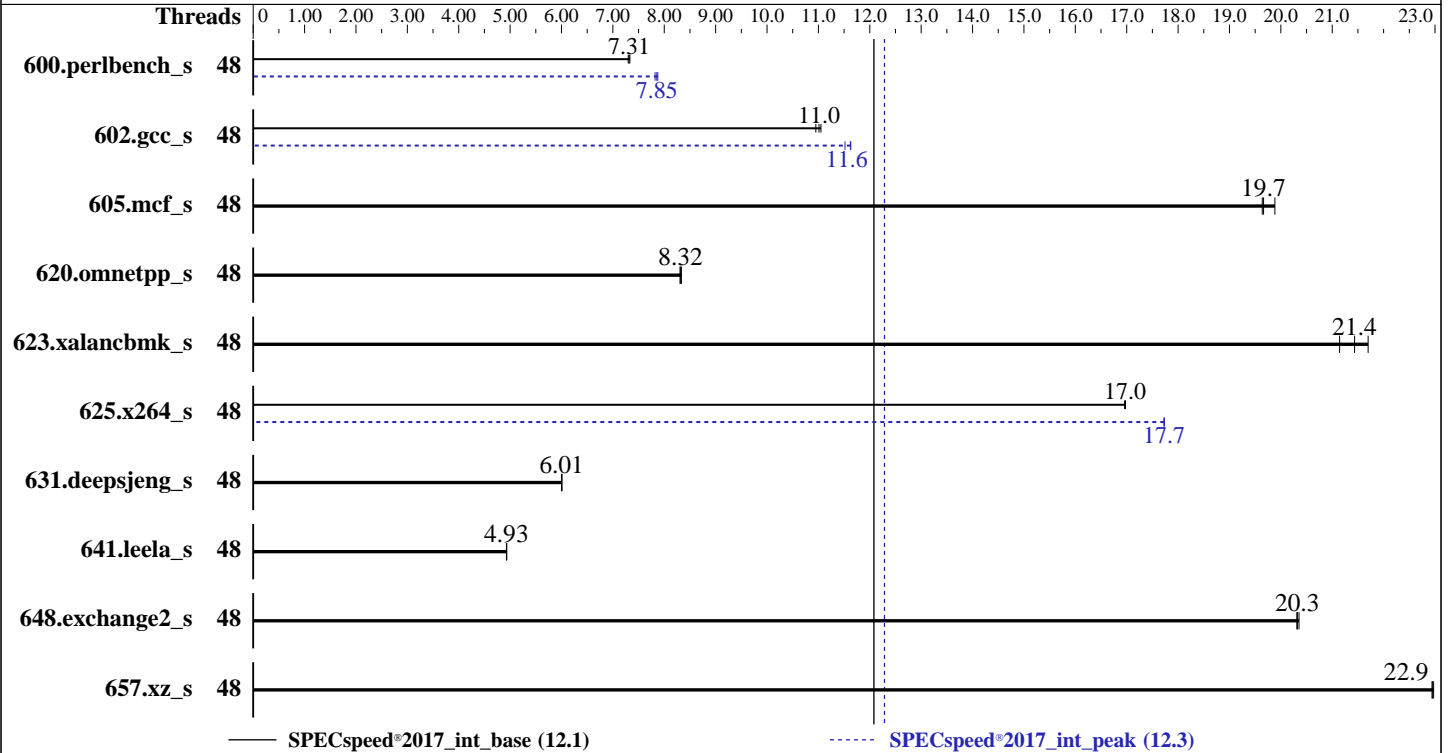 Threads 0 1.00 2.00 3.00 4.00 5.00 6.00 7.00 8.00 9.00 10.0 11.0 12.0 13.0 14.0 15.0 16.0 17.0 18.0 19.0 20.0 21.0 23.0
7.31
600.perlbench_s 48
7.85
11.0
602.gcc_s 48
11.6
19.7
605.mcf_s 48
8.32
620.omnetpp_s 48
21.4
623.xalancbmk_s 48
17.0
625.x264_s 48
17.7
6.01
631.deepsjeng_s 48
4.93
641.leela_s 48
20.3
648.exchange2_s 48
22.9
657.xz_s 48
SPECspeed®2017_int_base (12.1) SPECspeed®2017_int_peak (12.3)